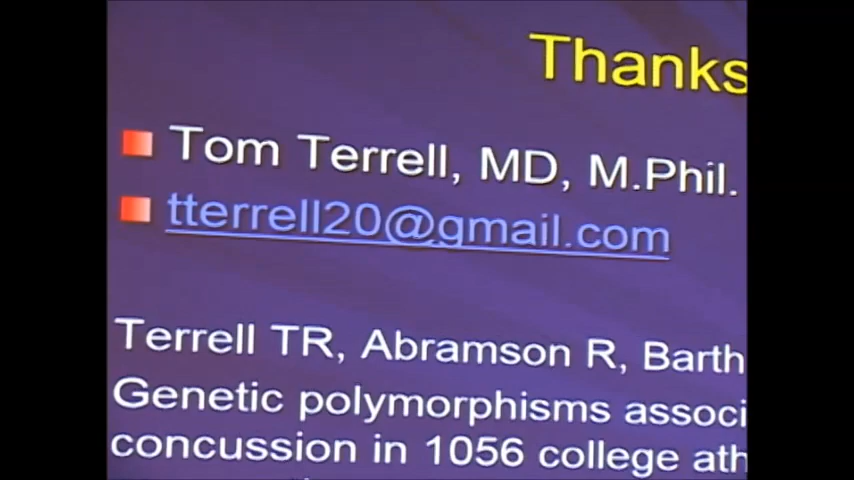 Thanks
Tom Terrell, MD, M.Phil.
tterrell20@gmail.com
Terrell TR, Abramson R, Barth
Genetic polymorphisms associ
concussion in 1056 college ath